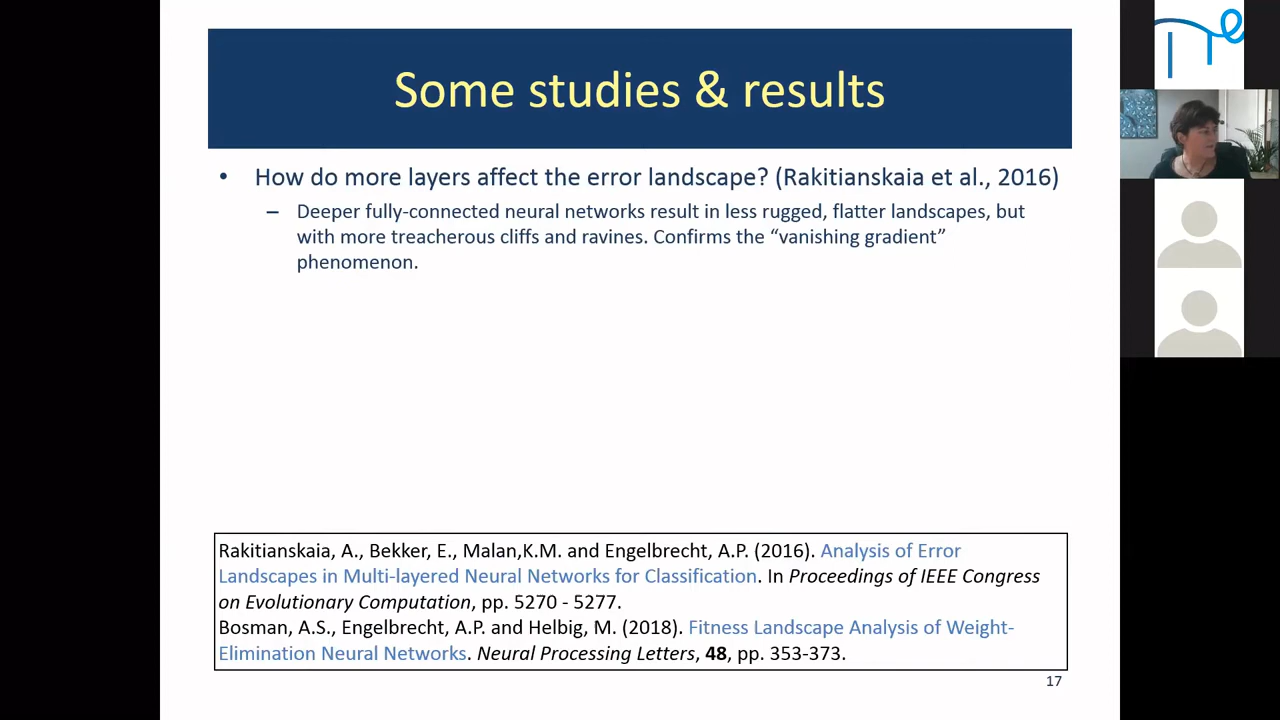 Some studies & results
• How do more layers affect the error landscape? (Rakitianskaia et al., 2016)
– Deeper fully-connected neural networks result in less rugged, flatter landscapes, but
with more treacherous cliffs and ravines. Confirms the “vanishing gradient”
phenomenon.
Rakitianskaia, A., Bekker, E., Malan,K.M. and Engelbrecht, A.P. (2016). Analysis of Error
Landscapes in Multi-layered Neural Networks for Classification. In Proceedings of IEEE Congress
on Evolutionary Computation, pp. 5270 - 5277.
Bosman, A.S., Engelbrecht, A.P. and Helbig, M. (2018). Fitness Landscape Analysis of Weight-
Elimination Neural Networks. Neural Processing Letters, 48, pp. 353-373.
17